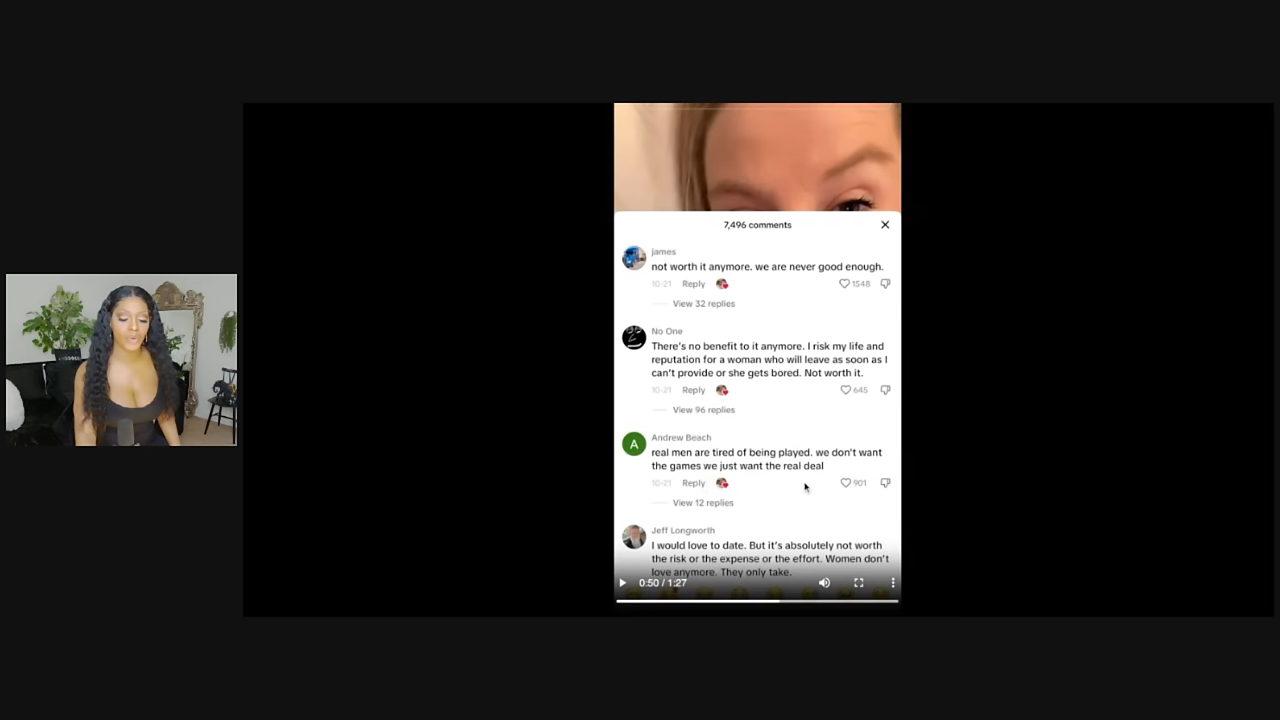 7,496 comments
james
not worth it anymore. we are never good enough.
10-21 Reply 1548
View 32 replies
No One
There's no benefit to it anymore. I risk my life and
reputation for a woman who will leave as soon as I
can't provide or she gets bored. Not worth it.
10-21 Reply 645
View 96 replies
A
Andrew Beach
real men are tired of being played. we don't want
the games we just want the real deal
10-21 Reply 901
View 12 replies
Jeff Longworth
I would love to date. But it's absolutely not worth
the risk or the expense or the effort. Women don't
love anymore. They only take.
0:50 / 1:27